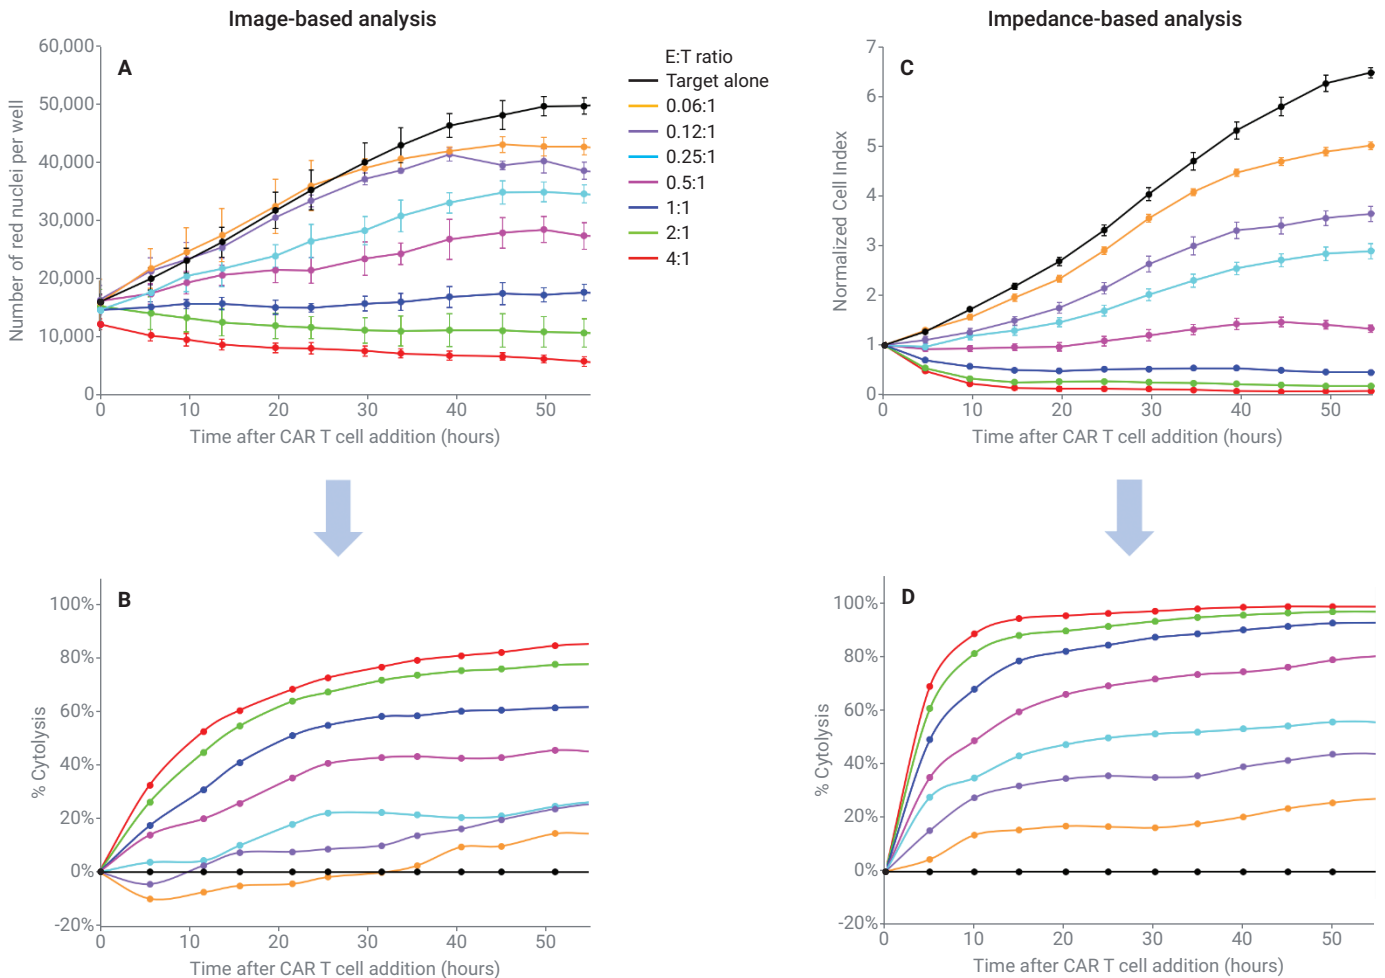 Image-based analysis
Impedance-based analysis
A
60,000
50,000
40,000
30,000
20,000
10,000
0
Number of red nuclei per well
0 10 20 30 40 50
Time after CAR T cell addition (hours)
E:T ratio
Target alone
0.06:1
0.12:1
0.25:1
0.5:1
1:1
2:1
4:1
C
7
6
5
4
3
2
1
0
Normalized Cell Index
0 10 20 30 40 50
Time after CAR T cell addition (hours)
B
100%
80%
60%
40%
20%
0%
-20%
% Cytolysis
0 10 20 30 40 50
Time after CAR T cell addition (hours)
D
100%
80%
60%
40%
20%
0%
-20%
% Cytolysis
0 10 20 30 40 50
Time after CAR T cell addition (hours)